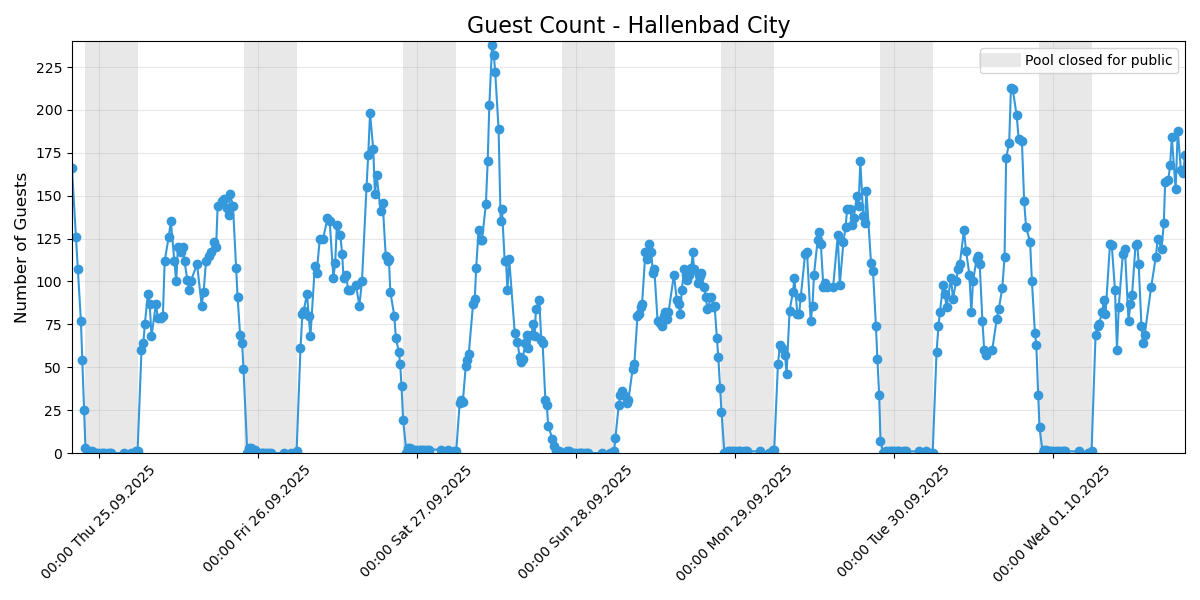 Guest Count - Hallenbad City
Pool closed for public
Number of Guests
225
200
175
150
125
100
75
50
25
0
00:00 Thu 25.09.2025
00:00 Fri 26.09.2025
00:00 Sat 27.09.2025
00:00 Sun 28.09.2025
00:00 Mon 29.09.2025
00:00 Tue 30.09.2025
00:00 Wed 01.10.2025